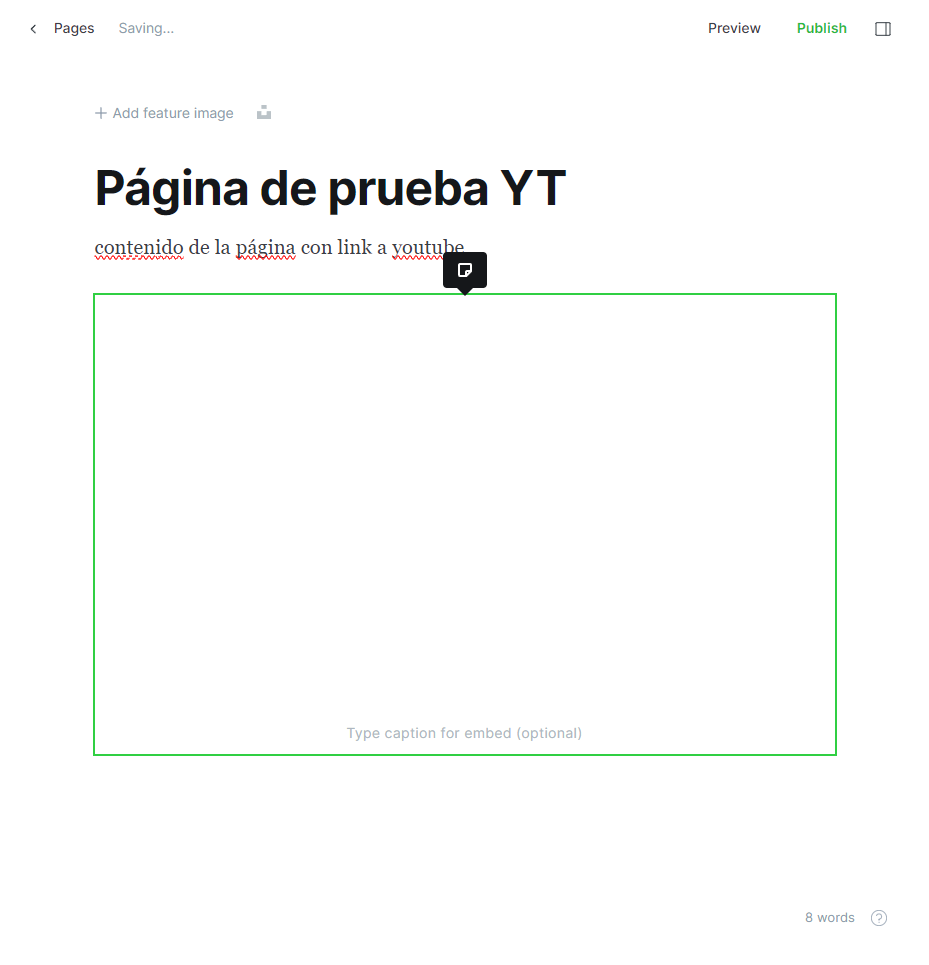 Pages Saving... Preview Publish
Add feature image
Página de prueba YT
contenido de la página con link a youtube
Type caption for embed (optional)
8 words ?